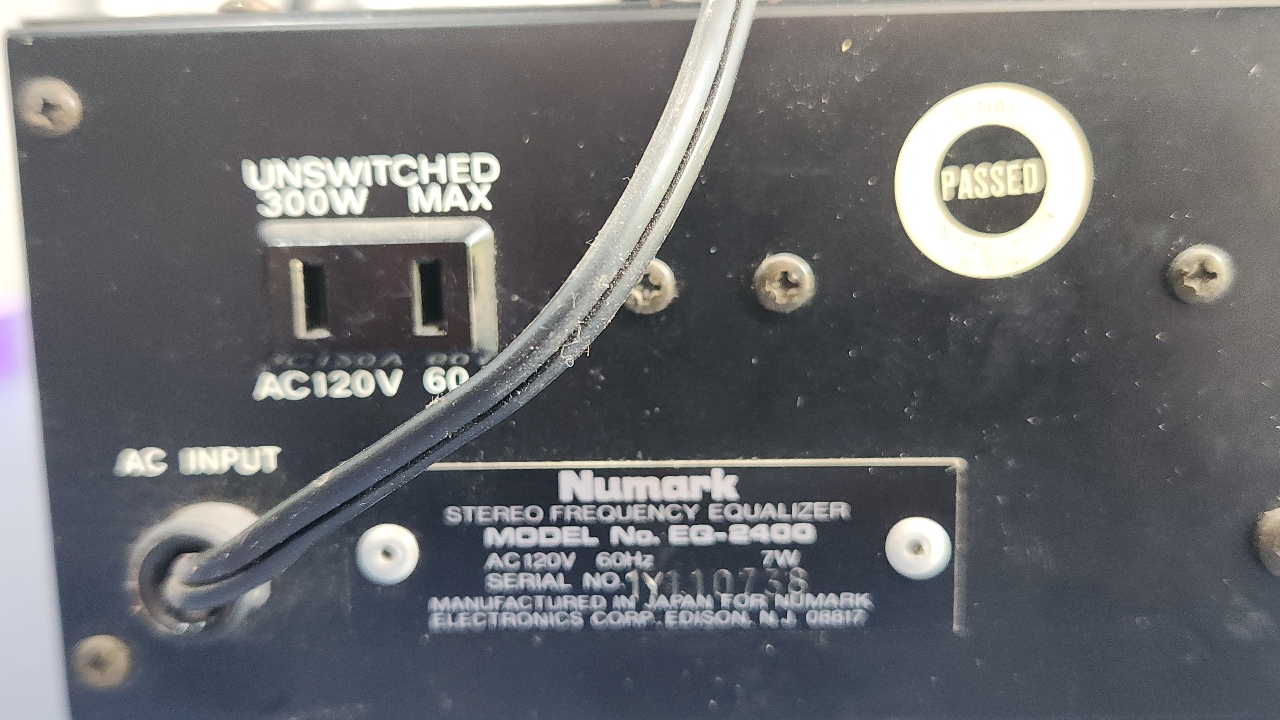 UNSWITCHED
300W MAX
PASSED
AC120V 60
AC INPUT
Numark
STEREO FREQUENCY EQUALIZER
MODEL No. EQ-2400
AC120V 60Hz 7W
SERIAL NO. 1Y110738
MANUFACTURED IN JAPAN FOR NUMARK
ELECTRONICS CORP. EDISON, N.J. 08817